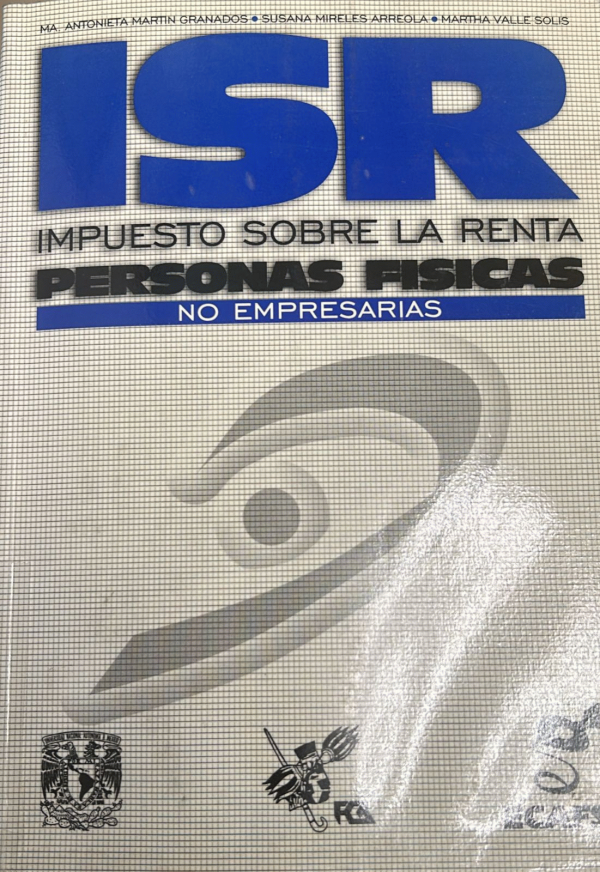 MA. ANTONIETA MARTIN GRANADOS • SUSANA MIRELES ARREOLA • MARTHA VALLE SOLIS
ISR
IMPUESTO SOBRE LA RENTA
PERSONAS FISICAS
NO EMPRESARIAS
FCA